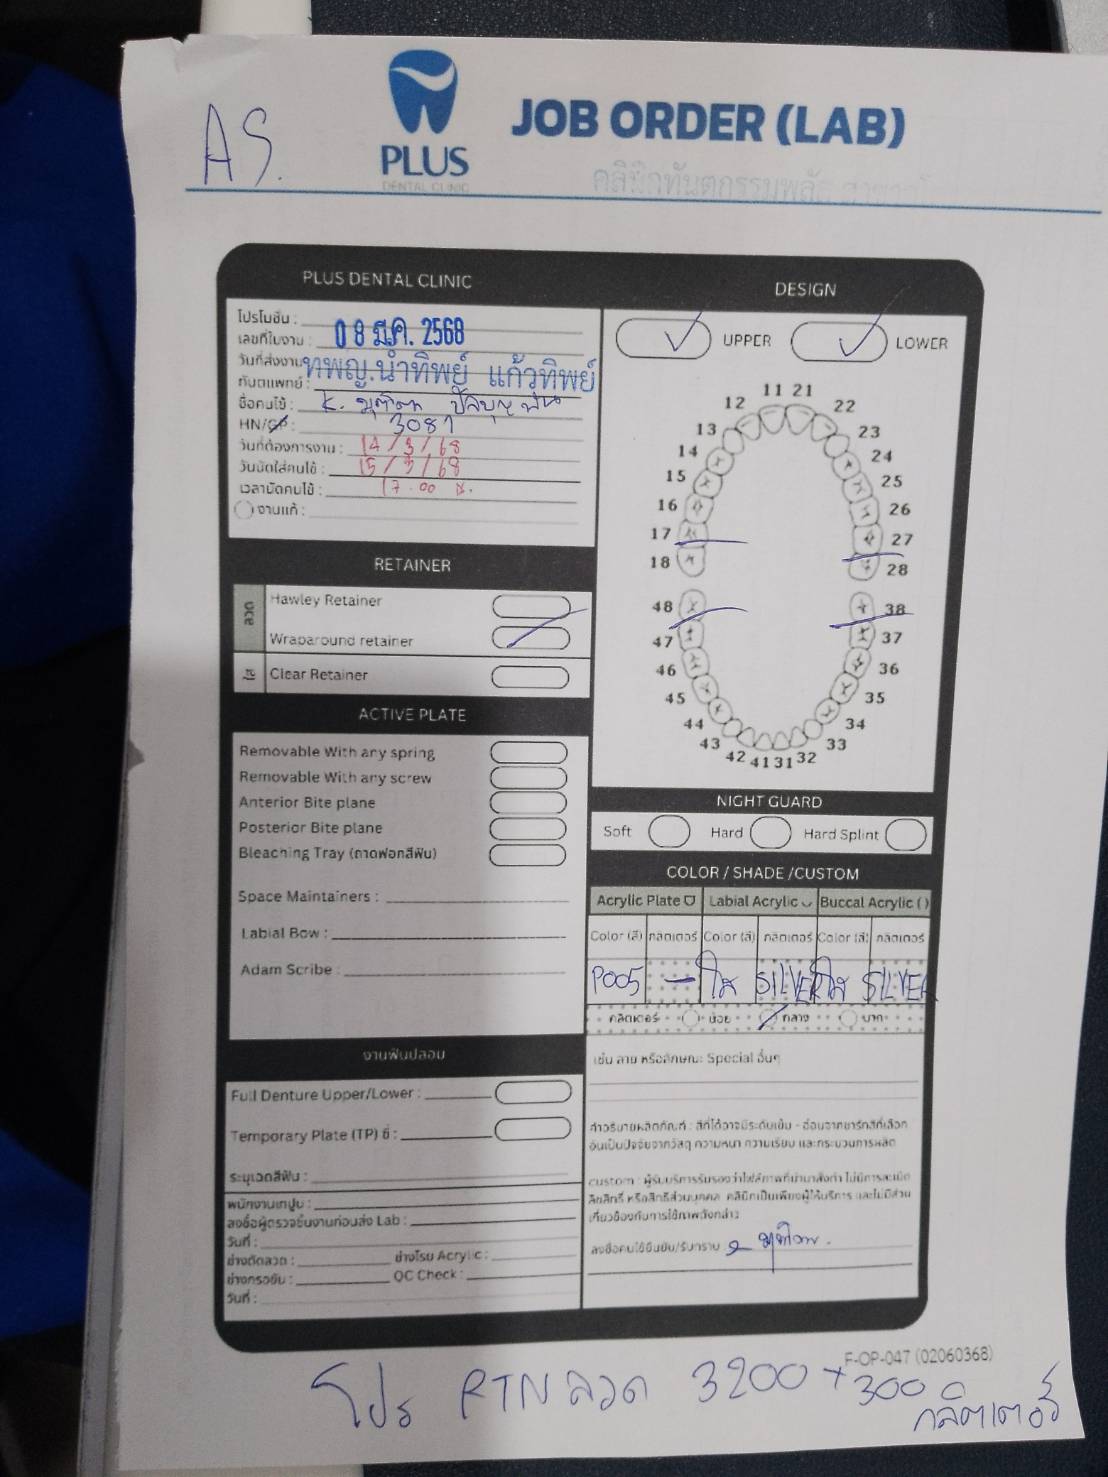 AS.
PLUS
DENTAL CLINIC
JOB ORDER (LAB)
PLUS DENTAL CLINIC
โปรโมชั่น :
เลขที่ใบงาน : 08 มี.ค. 2568
วันที่ส่งงาน
ทันตแพทย์ : ทพญ.น้ำทิพย์ แก้วทิพย์
ชื่อคนไข้ : K.
HN/GP : 3081
วันที่ต้องการงาน : 14/3/68
วันนัดใส่คนไข้ : 15/3/68
เวลานัดคนไข้ : 17.00 น.
งานแก้ :
DESIGN
UPPER
LOWER
11 21
12 22
13 23
14 24
15 25
16 26
17 27
18 28
48 38
47 37
46 36
45 35
44 34
43 33
42 41 31 32
RETAINER
ลวด
Hawley Retainer
Wraparound retainer
ใส
Clear Retainer
ACTIVE PLATE
Removable With any spring
Removable With any screw
Anterior Bite plane
Posterior Bite plane
Bleaching Tray (ถาดฟอกสีฟัน)
Space Maintainers :
Labial Bow :
Adam Scribe :
NIGHT GUARD
Soft Hard Hard Splint
COLOR / SHADE /CUSTOM
Acrylic Plate Labial Acrylic Buccal Acrylic ( )
Color (สี) กลิตเตอร์ Color (สี) กลิตเตอร์ Color (สี) กลิตเตอร์
P005 – ใส SILVER ใส SILVER
กลิตเตอร์ น้อย กลาง มาก
เช่น ลาย หรือลักษณะ Special อื่นๆ
คำอธิบายผลิตภัณฑ์ : สีที่ได้อาจมีระดับเข้ม - อ่อนจากชาร์ทสีที่เลือก
อันเป็นปัจจัยจากวัสดุ ความหนา ความเรียบ และกระบวนการผลิต
custom : ผู้รับบริการรับรองว่าไฟล์ภาพที่นำมาสั่งทำ ไม่มีการละเมิด
ลิขสิทธิ์ หรือสิทธิส่วนบุคคล คลินิกเป็นเพียงผู้ให้บริการ และไม่มีส่วน
เกี่ยวข้องกับการใช้ภาพดังกล่าว
ลงชื่อคนไข้ยืนยัน/รับทราบ
งานฟันปลอม
Full Denture Upper/Lower :
Temporary Plate (TP) ซี่ :
ระบุเฉดสีฟัน :
พนักงานเทปูน :
ลงชื่อผู้ตรวจชิ้นงานก่อนส่ง Lab :
วันที่ :
ช่างดัดลวด : ช่างโรย Acrylic :
ช่างกรอขัด : QC Check :
วันที่ :
F-OP-047 (02060368)
โปร RTN ลวด 3200 + 300 กลิตเตอร์